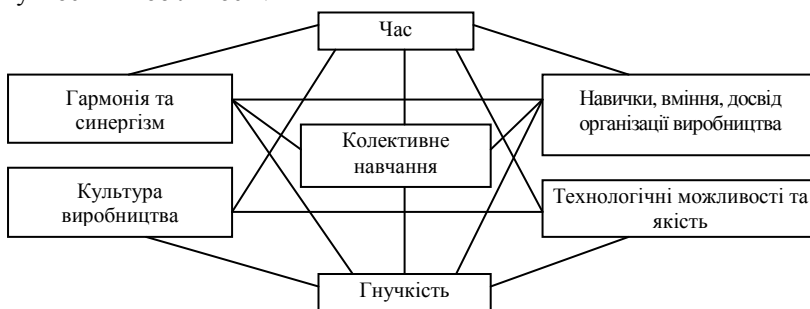 Час
Гармонія та
синергізм
Навички, вміння, досвід
організації виробництва
Колективне
навчання
Культура
виробництва
Технологічні можливості та
якість
Гнучкість